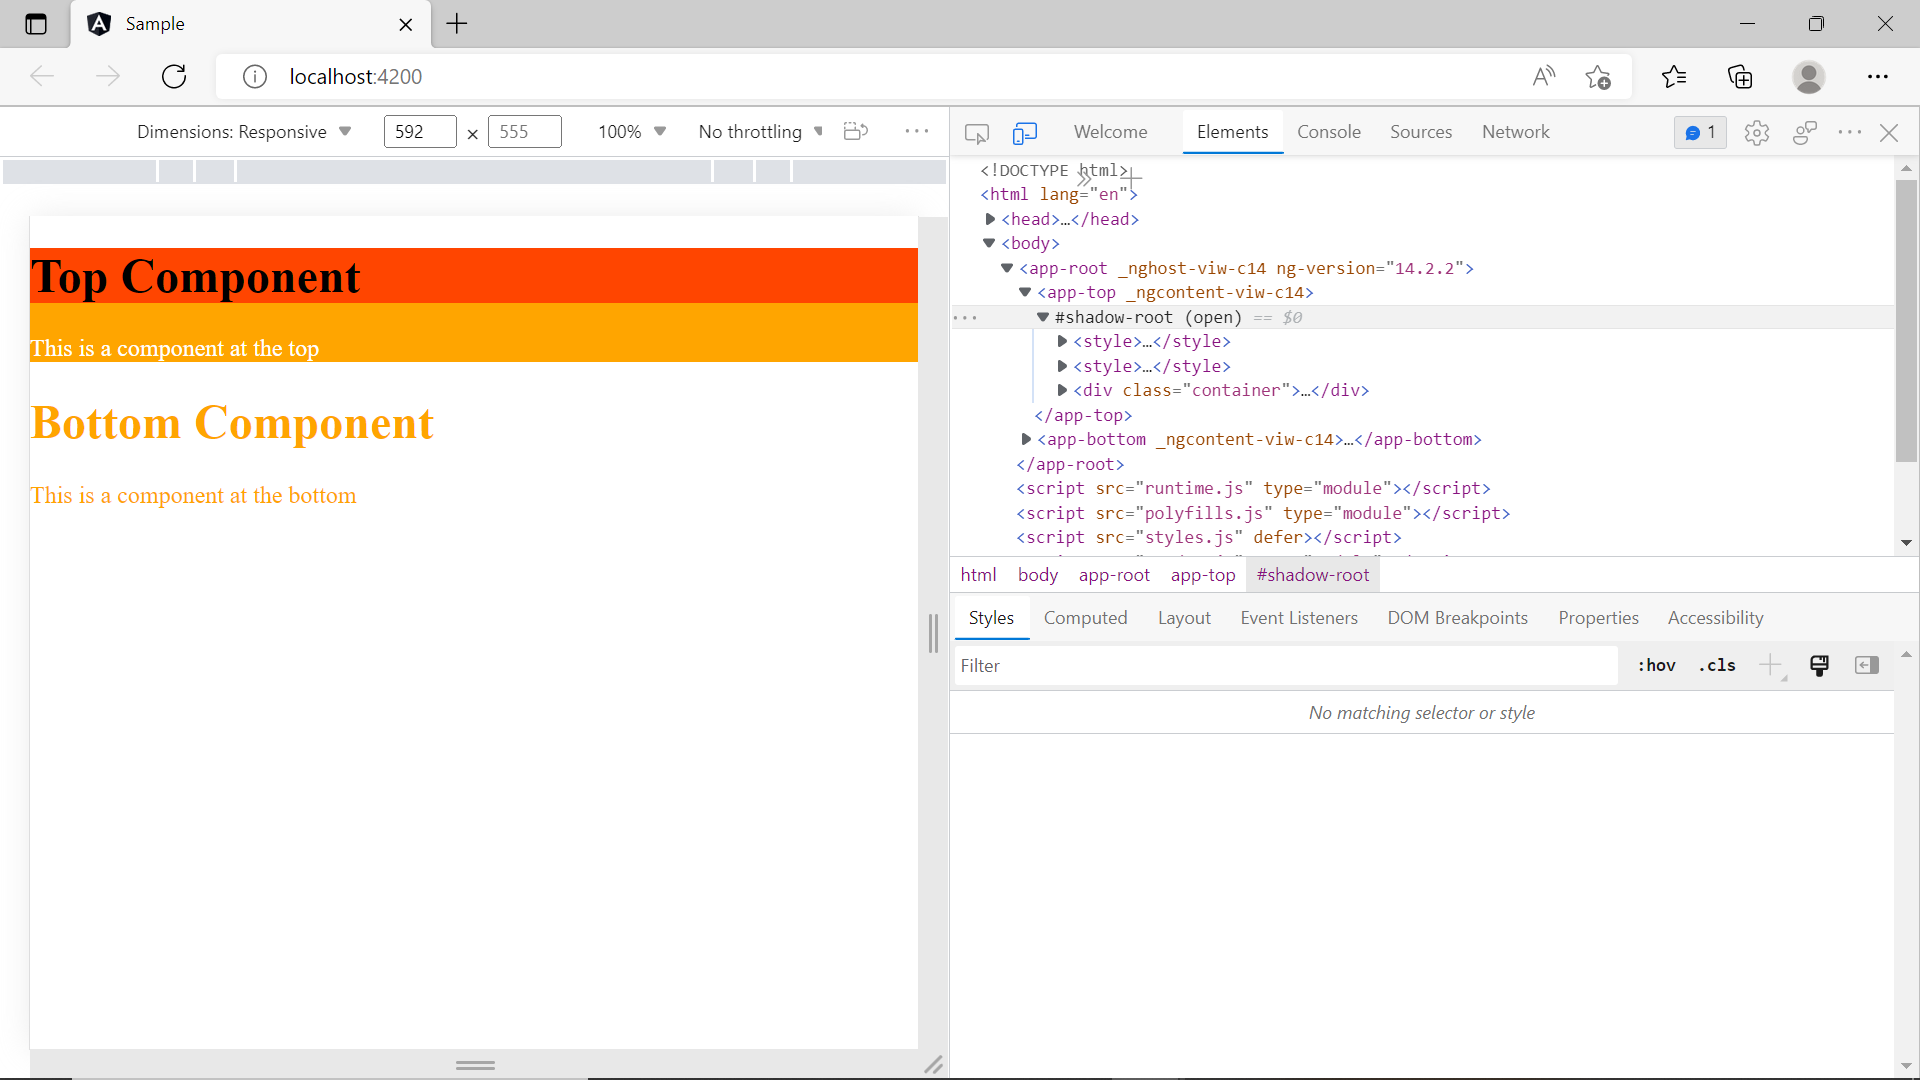 Sample
localhost:4200
Dimensions: Responsive 592 × 555 100% No throttling
Welcome Elements Console Sources Network 1
Top Component
This is a component at the top
Bottom Component
This is a component at the bottom
<!DOCTYPE html>
<html lang="en">
<head>…</head>
<body>
<app-root _nghost-viw-c14 ng-version="14.2.2">
<app-top _ngcontent-viw-c14>
#shadow-root (open) == $0
<style>…</style>
<style>…</style>
<div class="container">…</div>
</app-top>
<app-bottom _ngcontent-viw-c14>…</app-bottom>
</app-root>
<script src="runtime.js" type="module"></script>
<script src="polyfills.js" type="module"></script>
<script src="styles.js" defer></script>
html body app-root app-top #shadow-root
Styles Computed Layout Event Listeners DOM Breakpoints Properties Accessibility
Filter :hov .cls
No matching selector or style